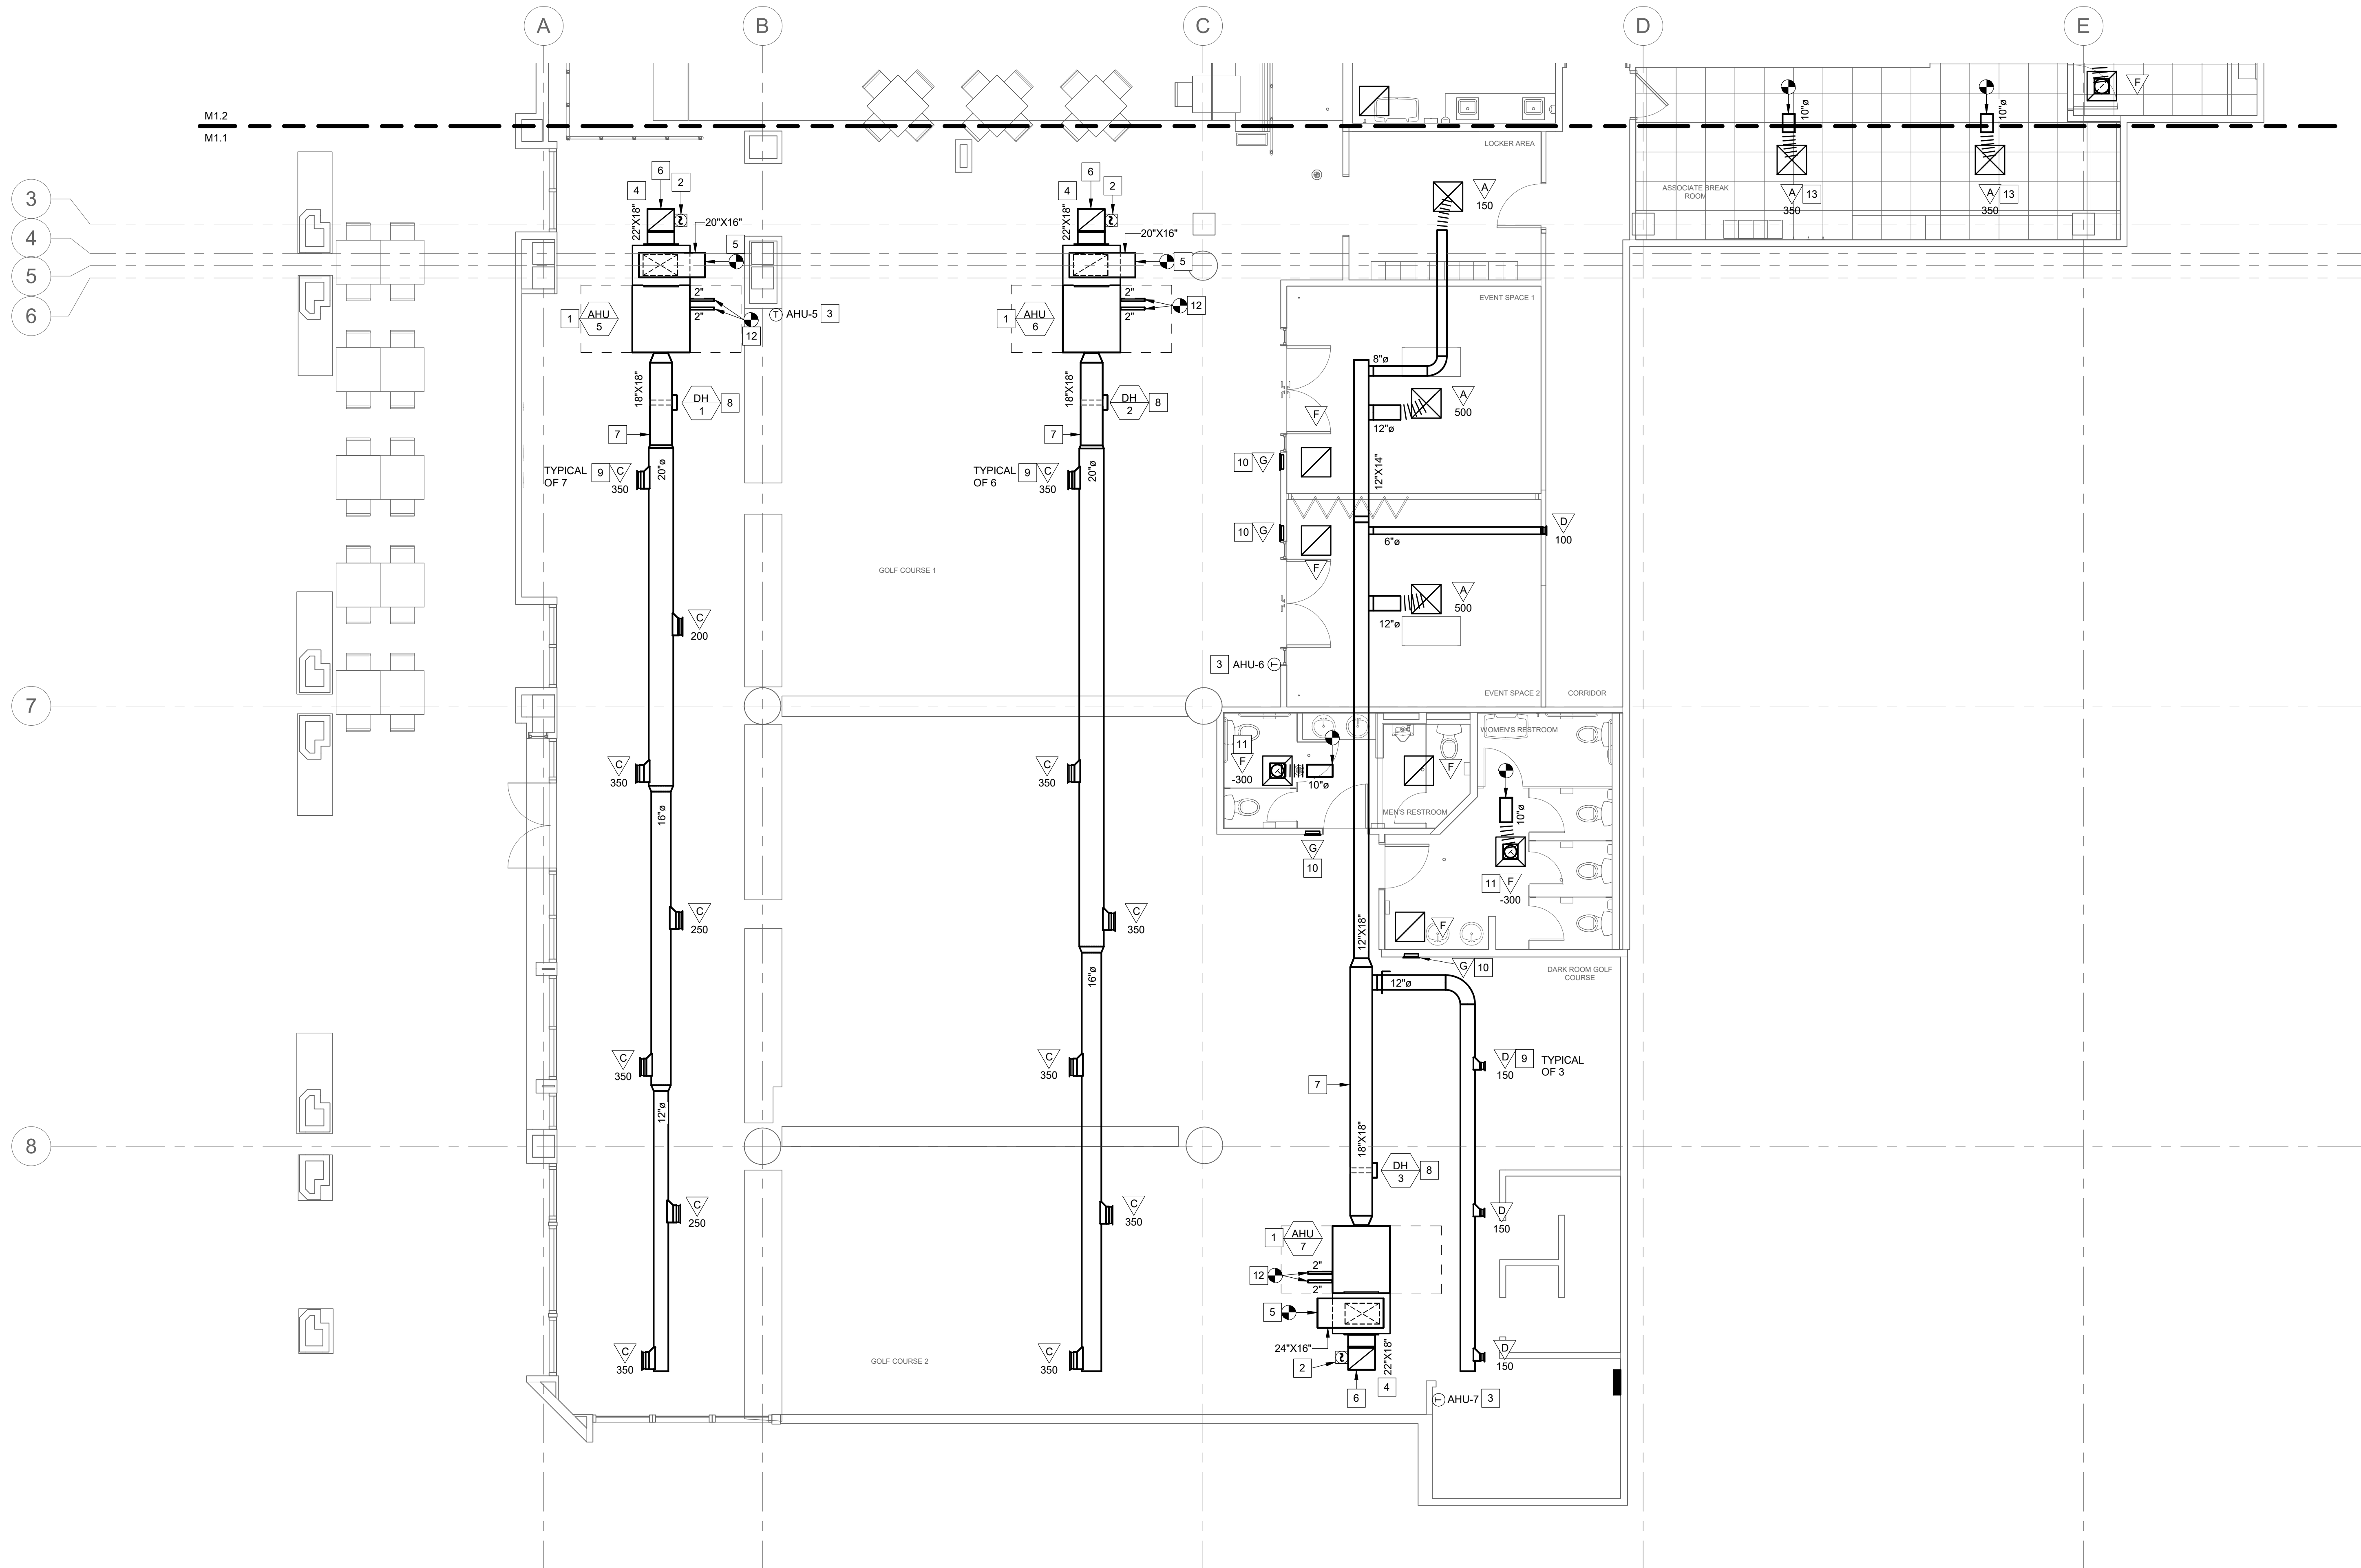 A
B
C
D
E
M1.2
M1.1
3
4
5
6
7
8
LOCKER AREA
ASSOCIATE BREAK
ROOM
10"ø
10"ø
F
A
350
13
A
350
13
A
150
6
2
4
22"X18"
20"X16"
5
2"
2"
12
1
AHU
5
T
AHU-5
3
18"X18"
DH
1
8
7
TYPICAL
OF 7
9
C
350
20"ø
C
200
C
350
16"ø
C
250
C
350
12"ø
C
250
C
350
6
2
4
22"X18"
20"X16"
5
2"
2"
12
1
AHU
6
18"X18"
DH
2
8
7
TYPICAL
OF 6
9
C
350
20"ø
GOLF COURSE 1
C
350
C
350
16"ø
C
350
C
350
C
350
GOLF COURSE 2
EVENT SPACE 1
8"ø
A
500
12"ø
F
10
G
12"X14"
10
G
F
6"ø
D
100
A
500
12"ø
3
AHU-6
T
EVENT SPACE 2
CORRIDOR
WOMEN'S RESTROOM
11
F
-300
10"ø
F
MEN'S RESTROOM
G
10
10"ø
11
F
-300
F
12"X18"
G
10
DARK ROOM GOLF
COURSE
12"ø
D
150
9
TYPICAL
OF 3
7
18"X18"
DH
3
8
D
150
1
AHU
7
12
2"
2"
5
24"X16"
2
6
22"X18"
4
D
150
T
AHU-7
3